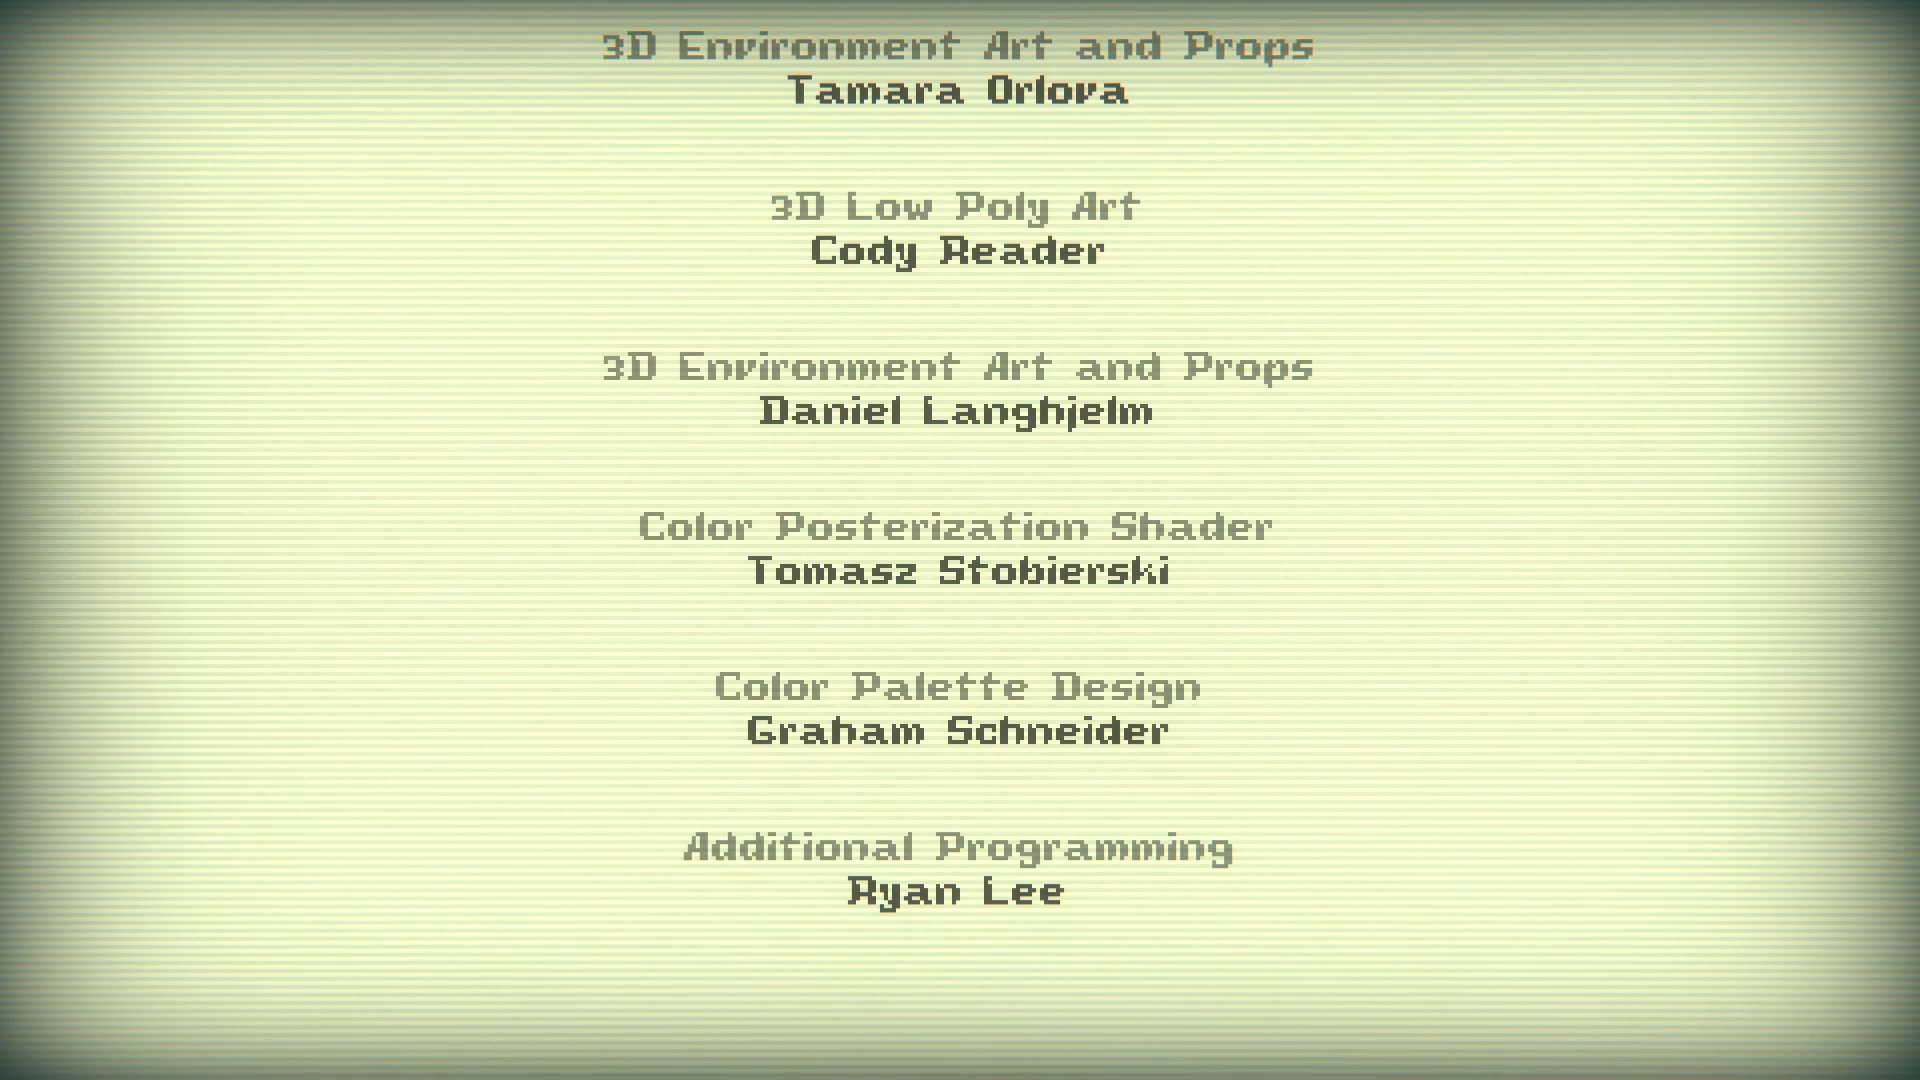 3D Environment Art and Props
Tamara Orlova
3D Low Poly Art
Cody Reader
3D Environment Art and Props
Daniel Langhjelm
Color Posterization Shader
Tomasz Stobierski
Color Palette Design
Graham Schneider
Additional Programming
Ryan Lee